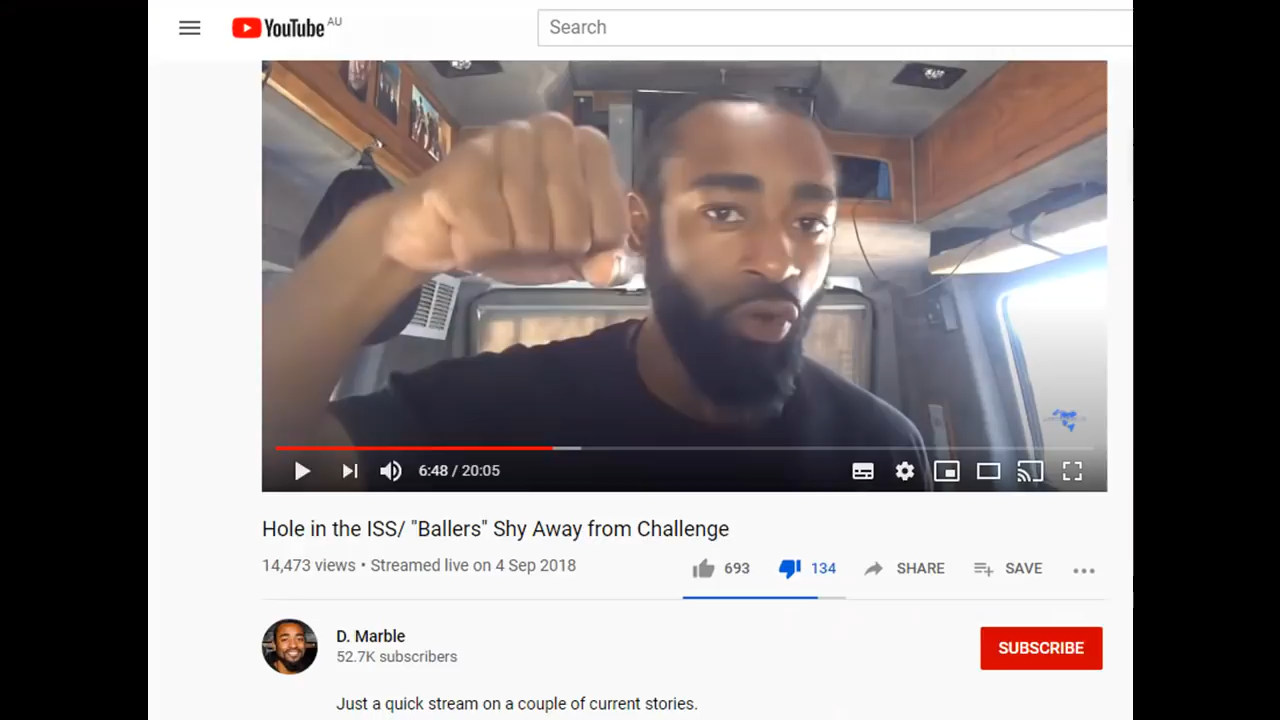 YouTube AU
Search
6:48 / 20:05
Hole in the ISS/ "Ballers" Shy Away from Challenge
14,473 views • Streamed live on 4 Sep 2018
693 134 SHARE SAVE
D. Marble
52.7K subscribers
SUBSCRIBE
Just a quick stream on a couple of current stories.